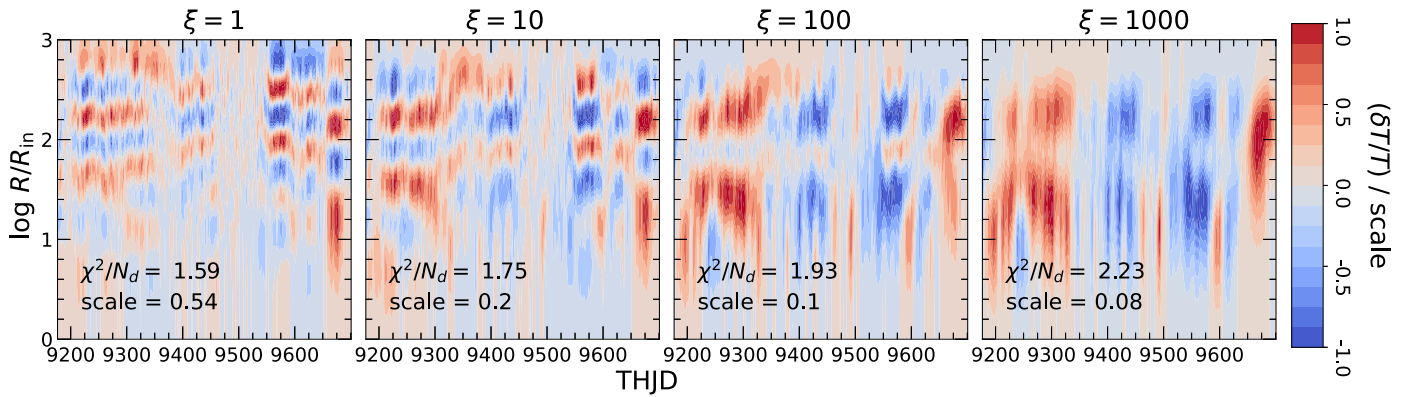 ξ = 1 ξ = 10 ξ = 100 ξ = 1000
3
2
1
0
log R/R_in
χ²/N_d = 1.59
scale = 0.54
χ²/N_d = 1.75
scale = 0.2
χ²/N_d = 1.93
scale = 0.1
χ²/N_d = 2.23
scale = 0.08
9200 9300 9400 9500 9600 9200 9300 9400 9500 9600 9200 9300 9400 9500 9600 9200 9300 9400 9500 9600
THJD
1.0
0.5
0.0
-0.5
-1.0
(δT/T) / scale